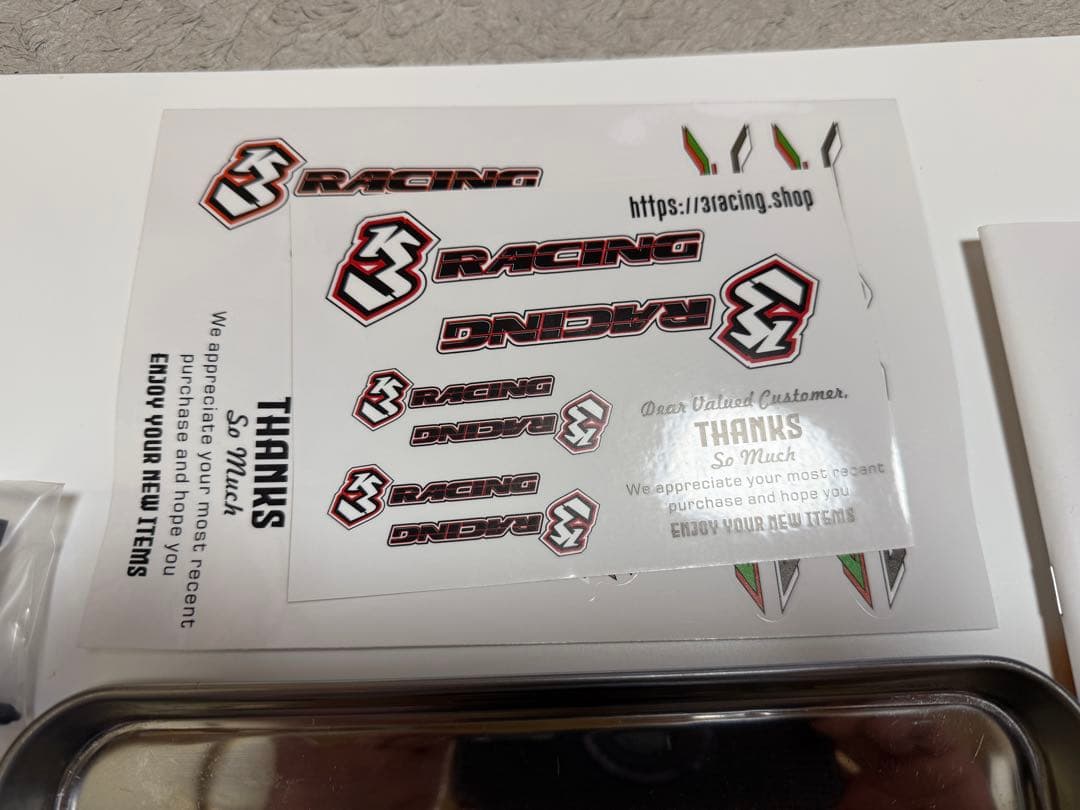 RACING
https://3racing.shop
RACING
RACING
RACING
RACING
RACING
RACING
Dear Valued Customer,
THANKS
So Much
We appreciate your most recent
purchase and hope you
ENJOY YOUR NEW ITEMS
THANKS
So Much
We appreciate your most recent
purchase and hope you
ENJOY YOUR NEW ITEMS